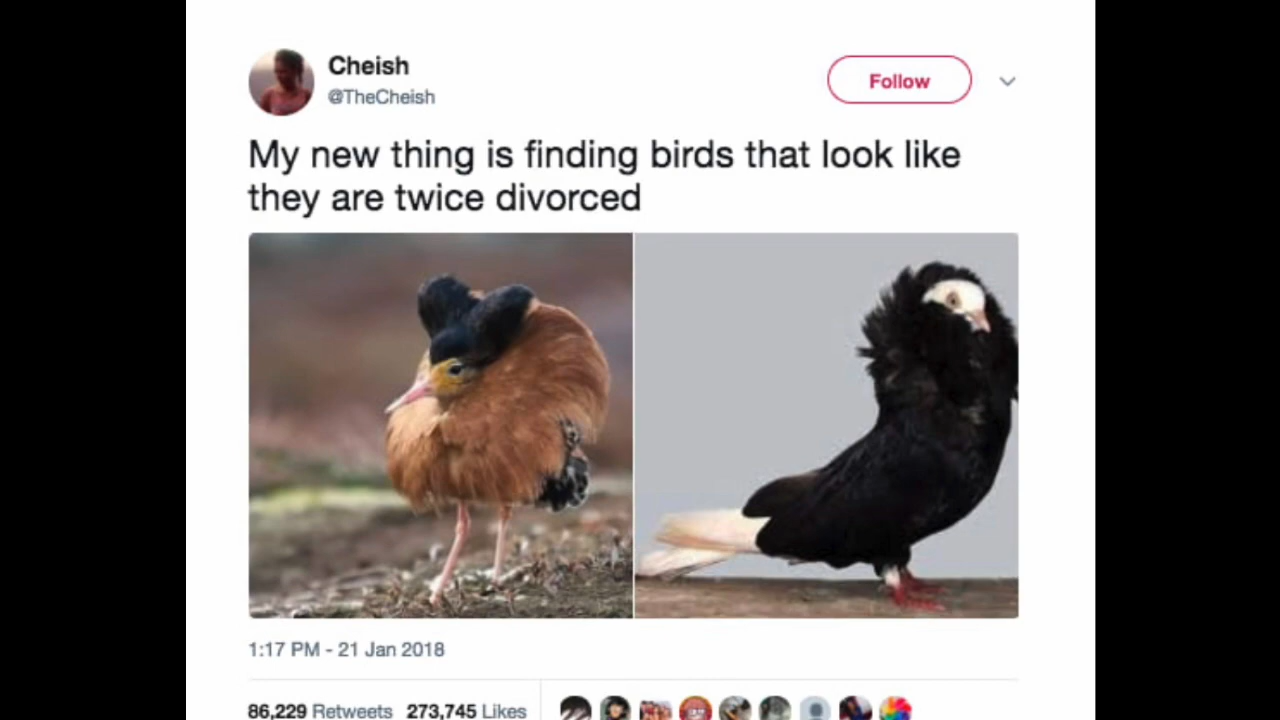 Cheish
@TheCheish
Follow
My new thing is finding birds that look like
they are twice divorced
1:17 PM - 21 Jan 2018
86,229 Retweets 273,745 Likes